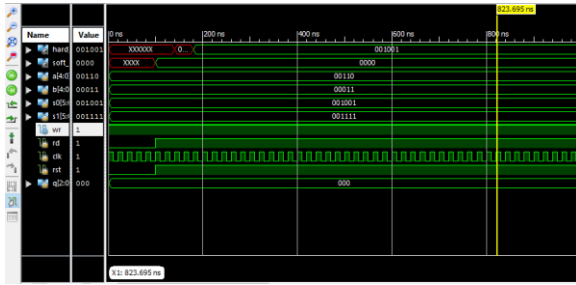 823.695 ns
Name Value 0 ns 200 ns 400 ns 600 ns 800 ns
hard 001001 XXXXXX 0... 001001
soft_ 0000 XXXX 0000
a[4:0] 00110 00110
b[4:0] 00011 00011
s0[5: 001001 001001
s1[5: 001111 001111
wr 1
rd 1
clk 1
rst 1
q[2:0] 000 000
X1: 823.695 ns